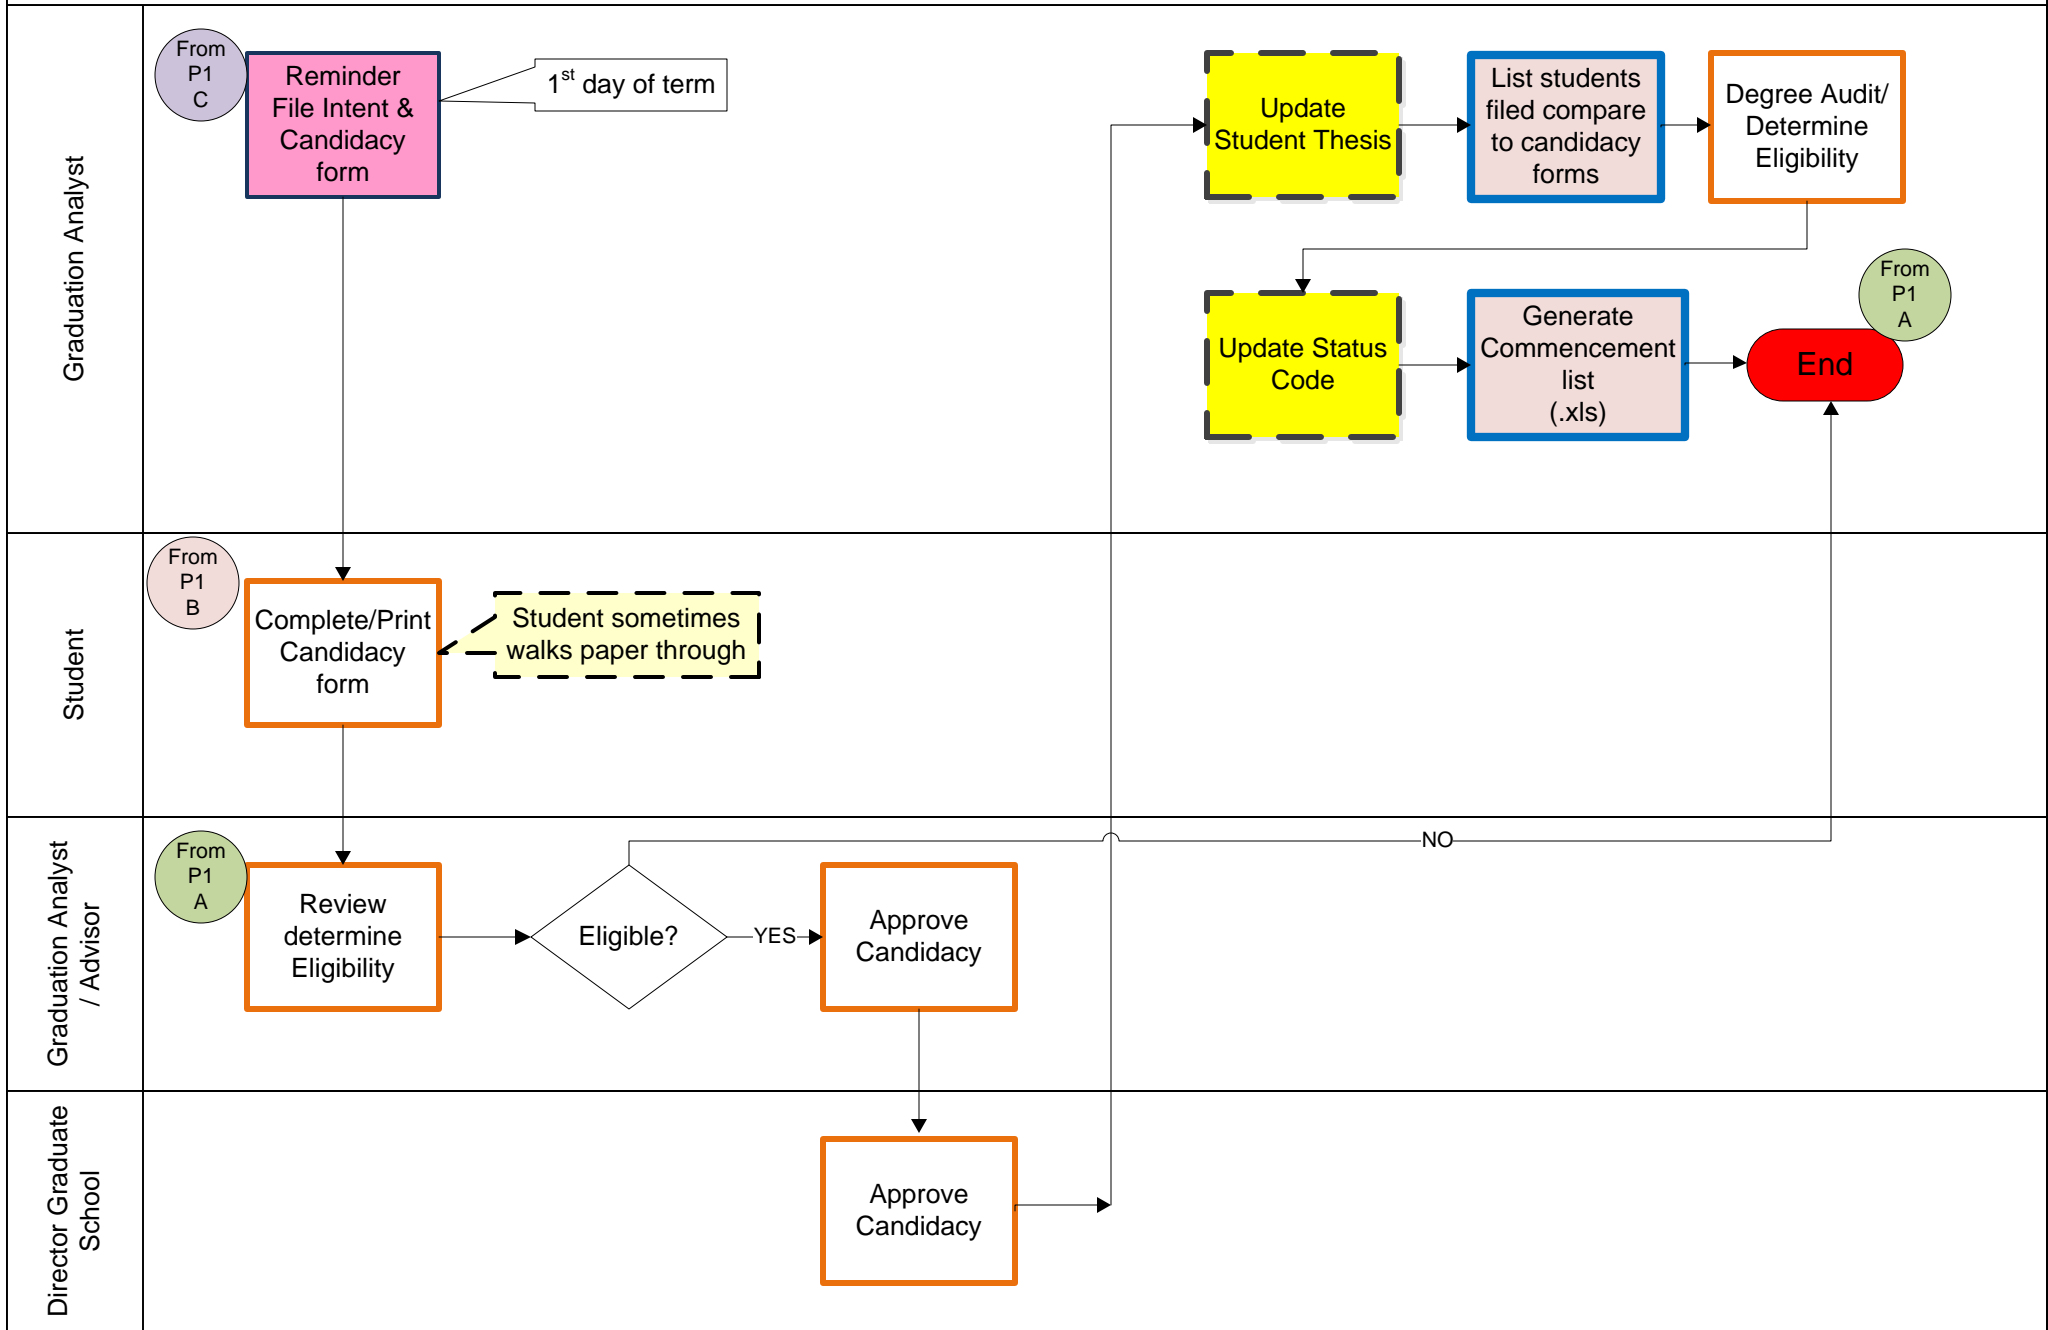 Graduation Analyst
From
P1
C
Reminder
File Intent &
Candidacy
form
1st day of term
Update
Student Thesis
List students
filed compare
to candidacy
forms
Degree Audit/
Determine
Eligibility
Update Status
Code
Generate
Commencement
list
(.xls)
From
P1
A
End
Student
From
P1
B
Complete/Print
Candidacy
form
Student sometimes
walks paper through
Graduation Analyst
/ Advisor
From
P1
A
Review
determine
Eligibility
Eligible?
YES
NO
Approve
Candidacy
Director Graduate
School
Approve
Candidacy